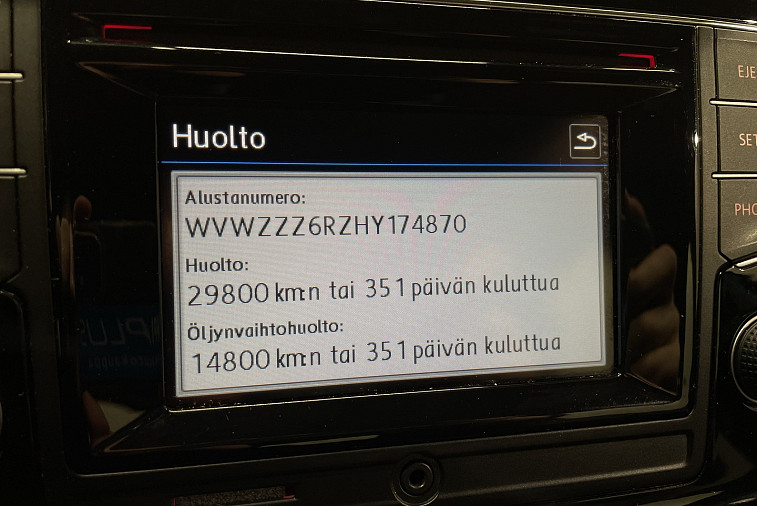 Huolto
Alustanumero:
WVWZZZ6RZHY174870
Huolto:
29800 km:n tai 351 päivän kuluttua
Öljynvaihtohuolto:
14800 km:n tai 351 päivän kuluttua
EJE
SET
PHO